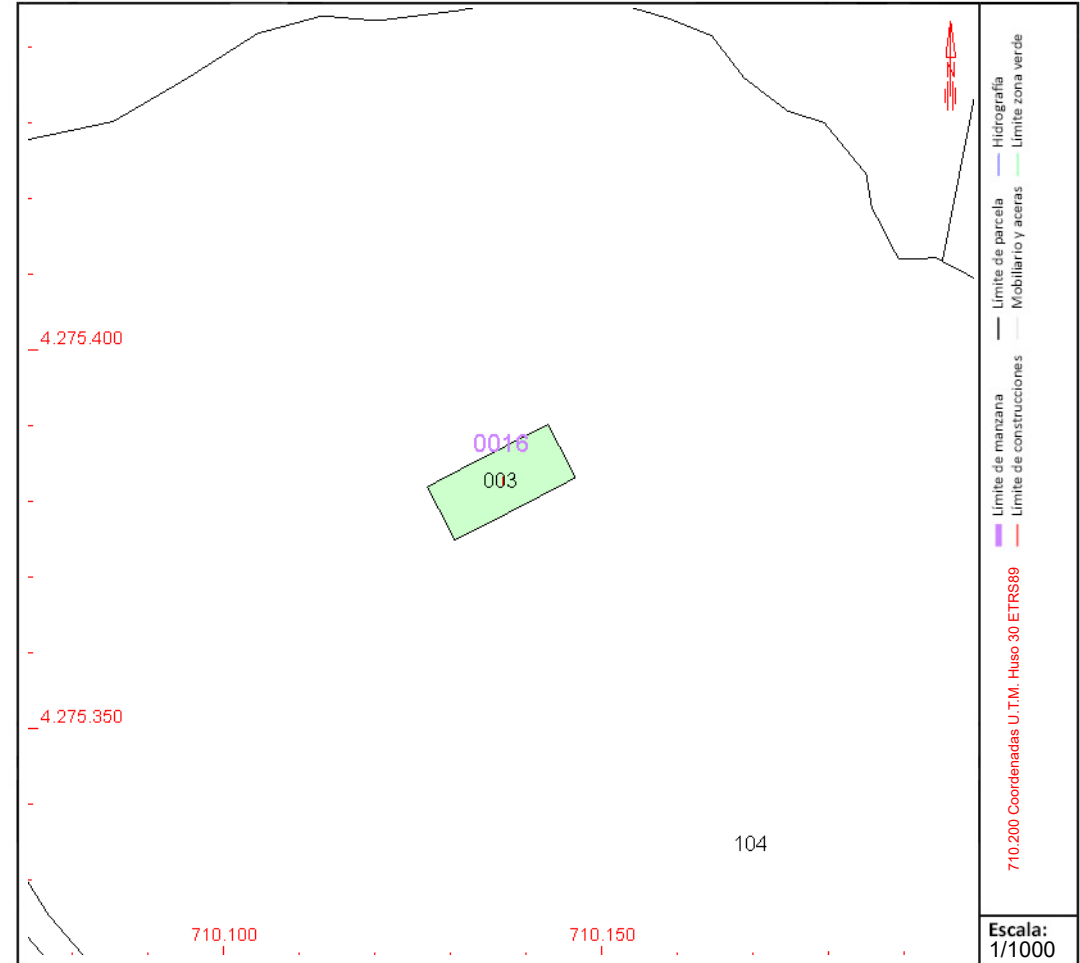 N
4.275.400
0016
003
4.275.350
104
710.100
710.150
Límite de manzana
Límite de parcela
Hidrografía
Límite de construcciones
Mobiliario y aceras
Límite zona verde
710.200 Coordenadas U.T.M. Huso 30 ETRS89
Escala:
1/1000